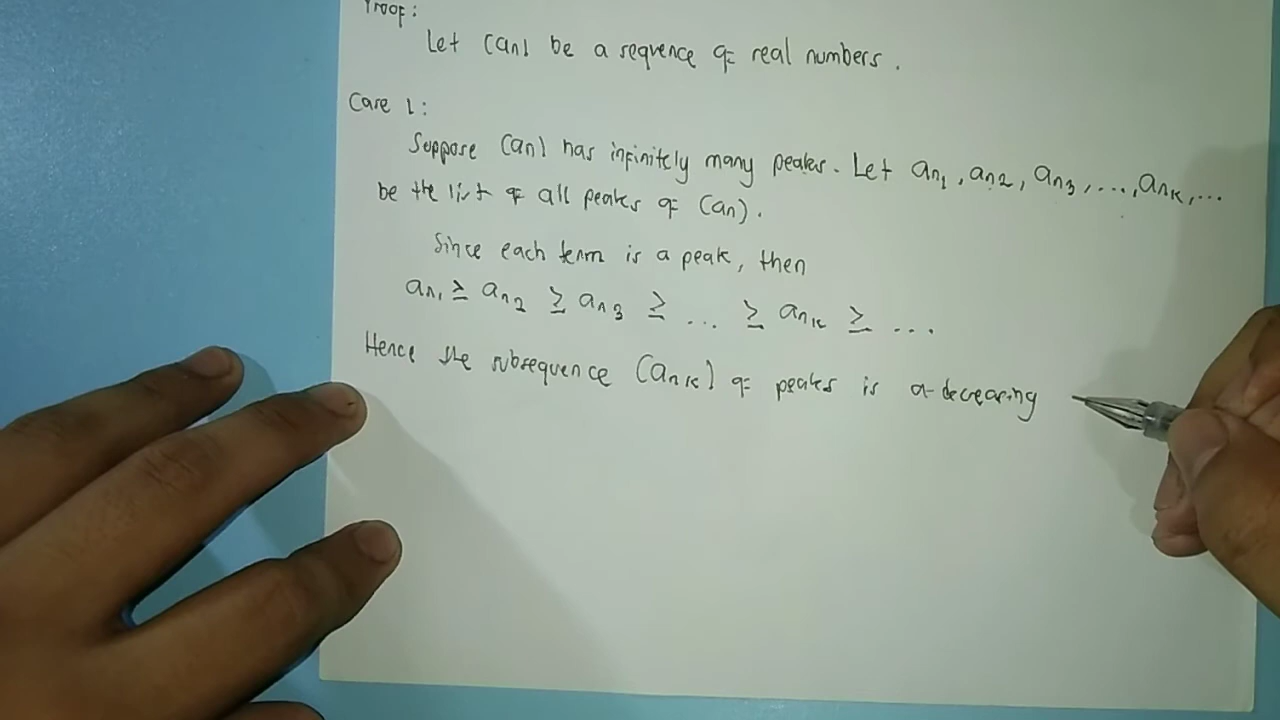 Proof:
Let (an) be a sequence of real numbers.
Case 1:
Suppose (an) has infinitely many peaks. Let an1, an2, an3, ..., anK, ...
be the list of all peaks of (an).
Since each term is a peak, then
an1 ≥ an2 ≥ an3 ≥ ... ≥ anK ≥ ...
Hence the subsequence (anK) of peaks is a decreasing